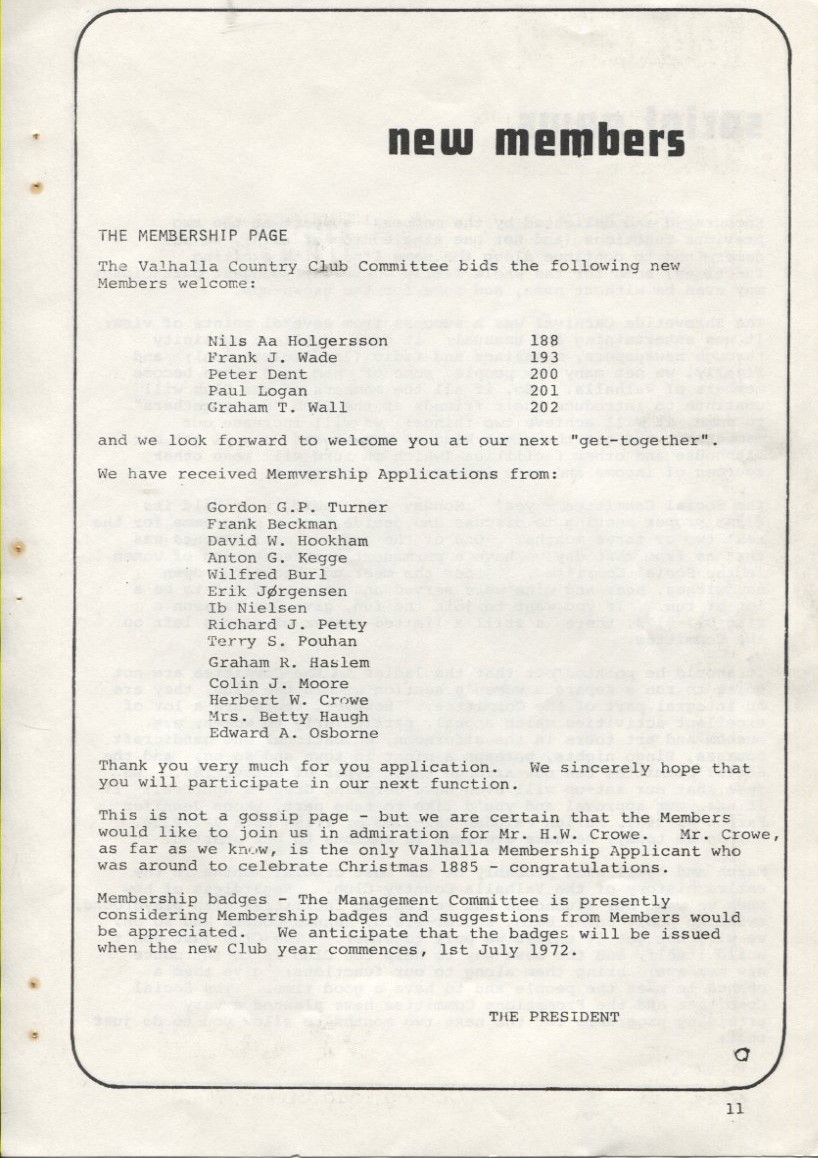 new members
THE MEMBERSHIP PAGE
The Valhalla Country Club Committee bids the following new
Members welcome:
Nils Aa Holgersson 188
Frank J. Wade 193
Peter Dent 200
Paul Logan 201
Graham T. Wall 202
and we look forward to welcome you at our next "get-together".
We have received Memvership Applications from:
Gordon G.P. Turner
Frank Beckman
David W. Hookham
Anton G. Kegge
Wilfred Burl
Erik Jørgensen
Ib Nielsen
Richard J. Petty
Terry S. Pouhan
Graham R. Haslem
Colin J. Moore
Herbert W. Crowe
Mrs. Betty Haugh
Edward A. Osborne
Thank you very much for you application. We sincerely hope that
you will participate in our next function.
This is not a gossip page - but we are certain that the Members
would like to join us in admiration for Mr. H.W. Crowe. Mr. Crowe,
as far as we know, is the only Valhalla Membership Applicant who
was around to celebrate Christmas 1885 - congratulations.
Membership badges - The Management Committee is presently
considering Membership badges and suggestions from Members would
be appreciated. We anticipate that the badges will be issued
when the new Club year commences, 1st July 1972.
THE PRESIDENT
11